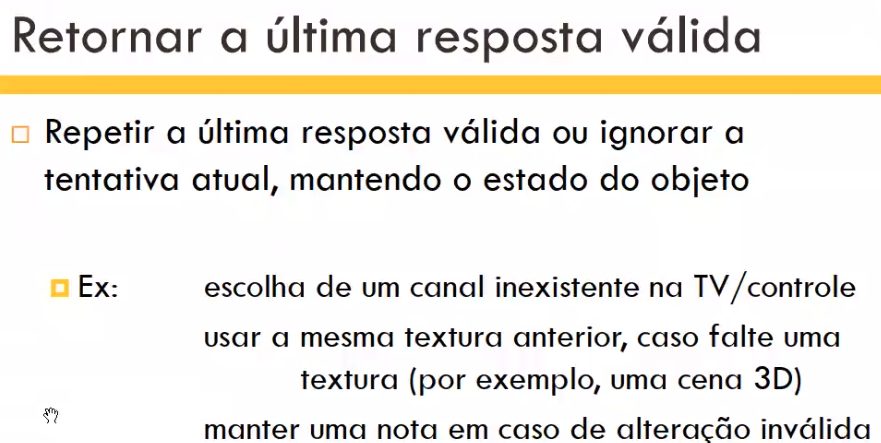 Retornar a última resposta válida
Repetir a última resposta válida ou ignorar a
tentativa atual, mantendo o estado do objeto
Ex: escolha de um canal inexistente na TV/controle
usar a mesma textura anterior, caso falte uma
textura (por exemplo, uma cena 3D)
manter uma nota em caso de alteração inválida